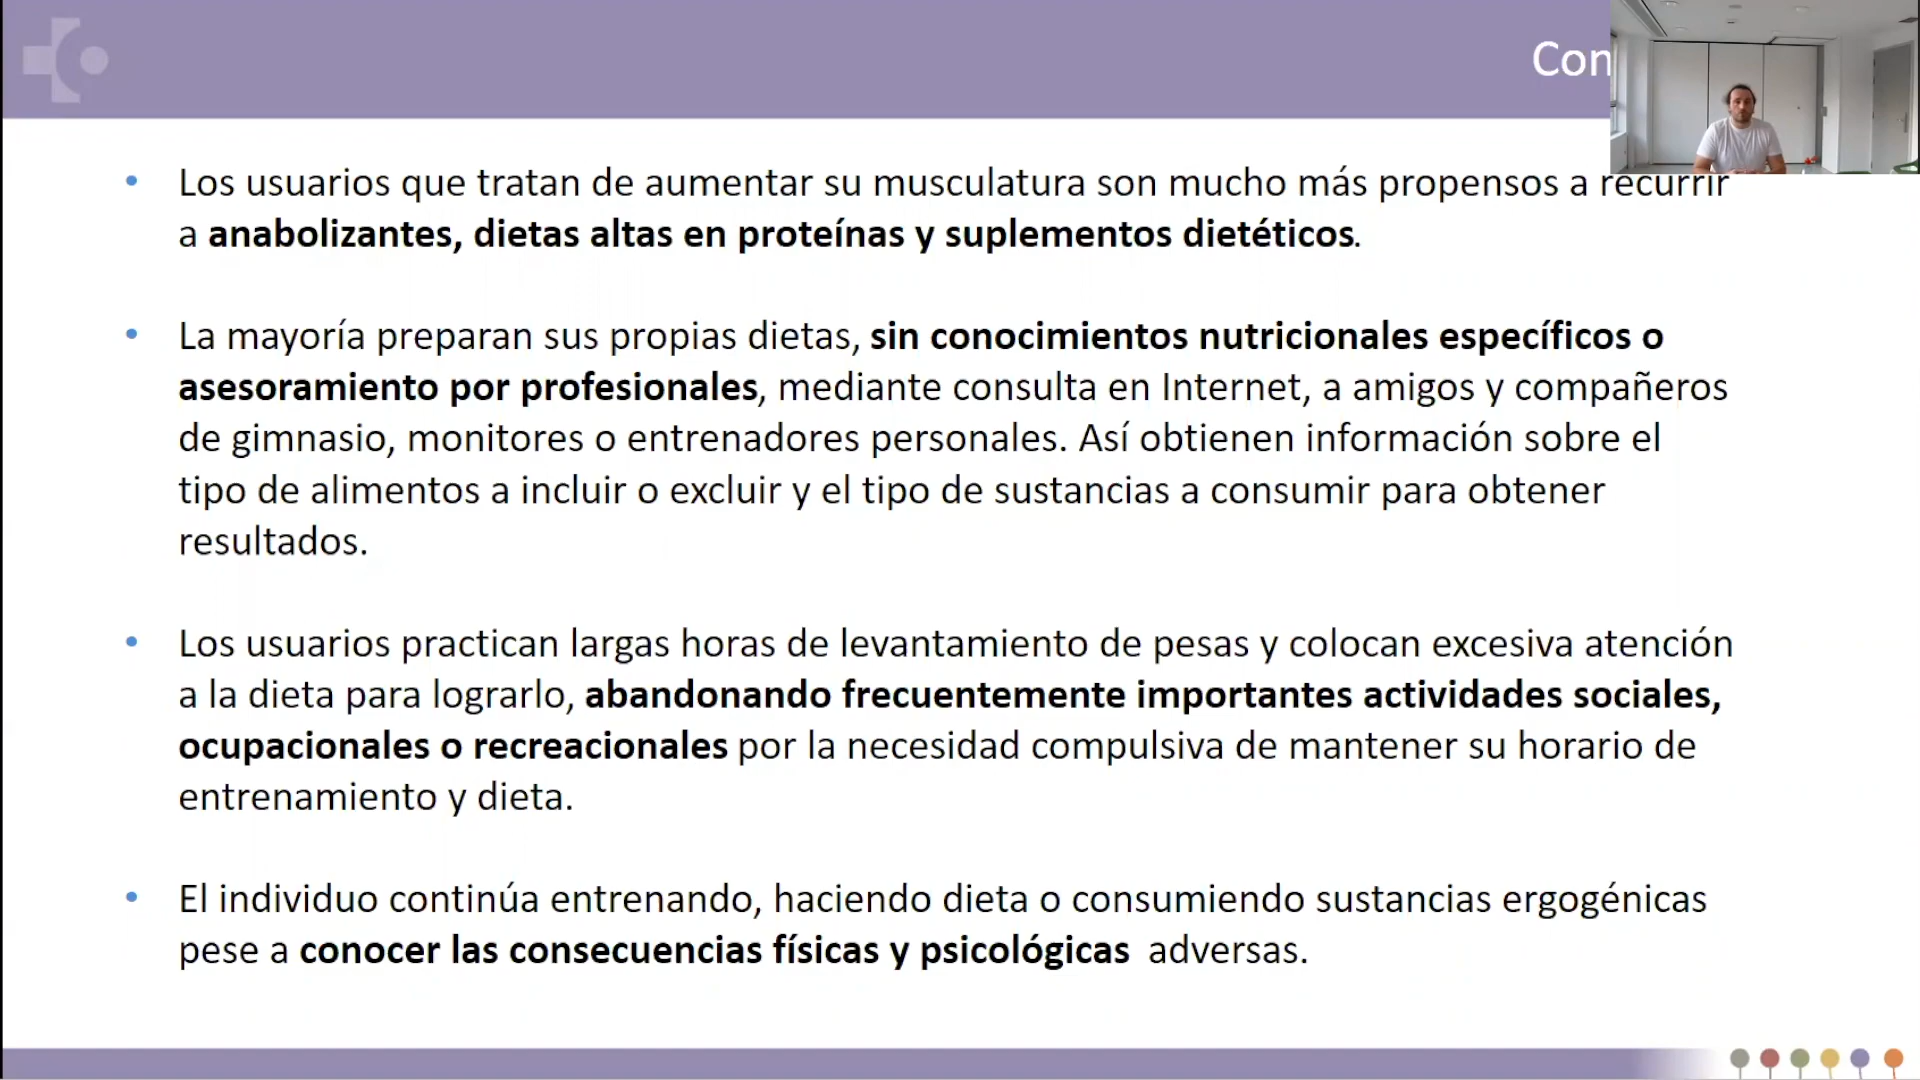 Los usuarios que tratan de aumentar su musculatura son mucho más propensos a recurrir
a anabolizantes, dietas altas en proteínas y suplementos dietéticos.
La mayoría preparan sus propias dietas, sin conocimientos nutricionales específicos o
asesoramiento por profesionales, mediante consulta en Internet, a amigos y compañeros
de gimnasio, monitores o entrenadores personales. Así obtienen información sobre el
tipo de alimentos a incluir o excluir y el tipo de sustancias a consumir para obtener
resultados.
Los usuarios practican largas horas de levantamiento de pesas y colocan excesiva atención
a la dieta para lograrlo, abandonando frecuentemente importantes actividades sociales,
ocupacionales o recreacionales por la necesidad compulsiva de mantener su horario de
entrenamiento y dieta.
El individuo continúa entrenando, haciendo dieta o consumiendo sustancias ergogénicas
pese a conocer las consecuencias físicas y psicológicas adversas.